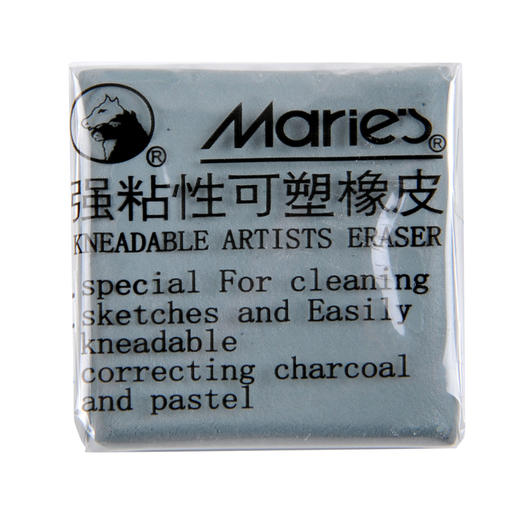 Marie's®
®
强粘性可塑橡皮
KNEADABLE ARTISTS ERASER
special For cleaning
sketches and Easily
kneadable
correcting charcoal
and pastel